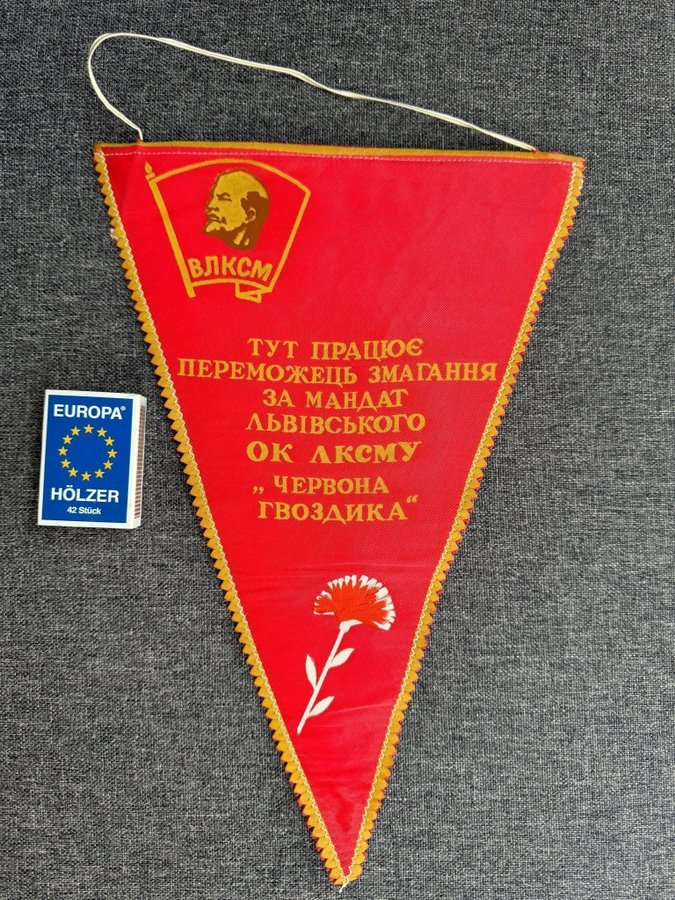 ВЛКСМ
ТУТ ПРАЦЮЄ
ПЕРЕМОЖЕЦЬ ЗМАГАННЯ
ЗА МАНДАТ
ЛЬВІВСЬКОГО
ОК ЛКСМУ
„ЧЕРВОНА
ГВОЗДИКА“
EUROPA®
HÖLZER
42 Stück